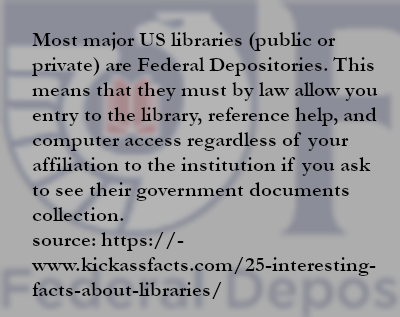 Most major US libraries (public or
private) are Federal Depositories. This
means that they must by law allow you
entry to the library, reference help, and
computer access regardless of your
affiliation to the institution if you ask
to see their government documents
collection.
source: https://-
www.kickassfacts.com/25-interesting-
facts-about-libraries/
Federal Depos